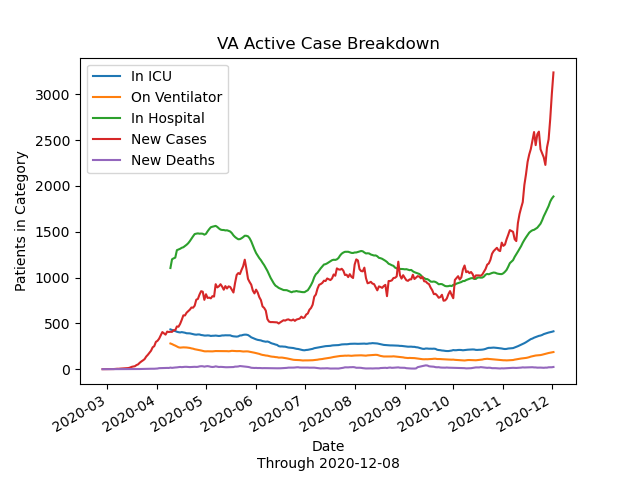 VA Active Case Breakdown
In ICU
On Ventilator
In Hospital
New Cases
New Deaths
Patients in Category
3000
2500
2000
1500
1000
500
0
2020-03
2020-04
2020-05
2020-06
2020-07
2020-08
2020-09
2020-10
2020-11
2020-12
Date
Through 2020-12-08